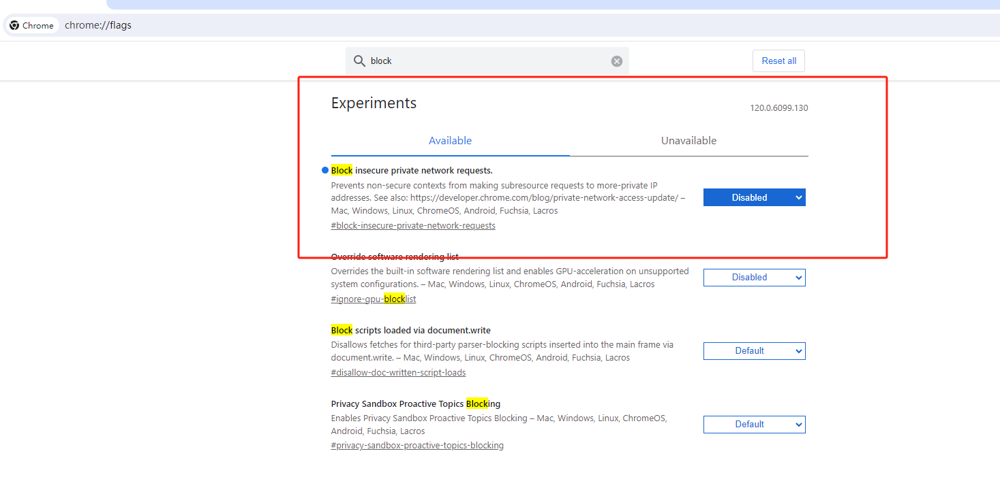 Chrome
chrome://flags
block
Reset all
Experiments
120.0.6099.130
Available
Unavailable
Block insecure private network requests.
Prevents non-secure contexts from making subresource requests to more-private IP
addresses. See also: https://developer.chrome.com/blog/private-network-access-update/ –
Mac, Windows, Linux, ChromeOS, Android, Fuchsia, Lacros
#block-insecure-private-network-requests
Disabled
Override software rendering list
Overrides the built-in software rendering list and enables GPU-acceleration on unsupported
system configurations. – Mac, Windows, Linux, ChromeOS, Android, Fuchsia, Lacros
#ignore-gpu-blocklist
Disabled
Block scripts loaded via document.write
Disallows fetches for third-party parser-blocking scripts inserted into the main frame via
document.write. – Mac, Windows, Linux, ChromeOS, Android, Fuchsia, Lacros
#disallow-doc-written-script-loads
Default
Privacy Sandbox Proactive Topics Blocking
Enables Privacy Sandbox Proactive Topics Blocking – Mac, Windows, Linux, ChromeOS,
Android, Fuchsia, Lacros
#privacy-sandbox-proactive-topics-blocking
Default